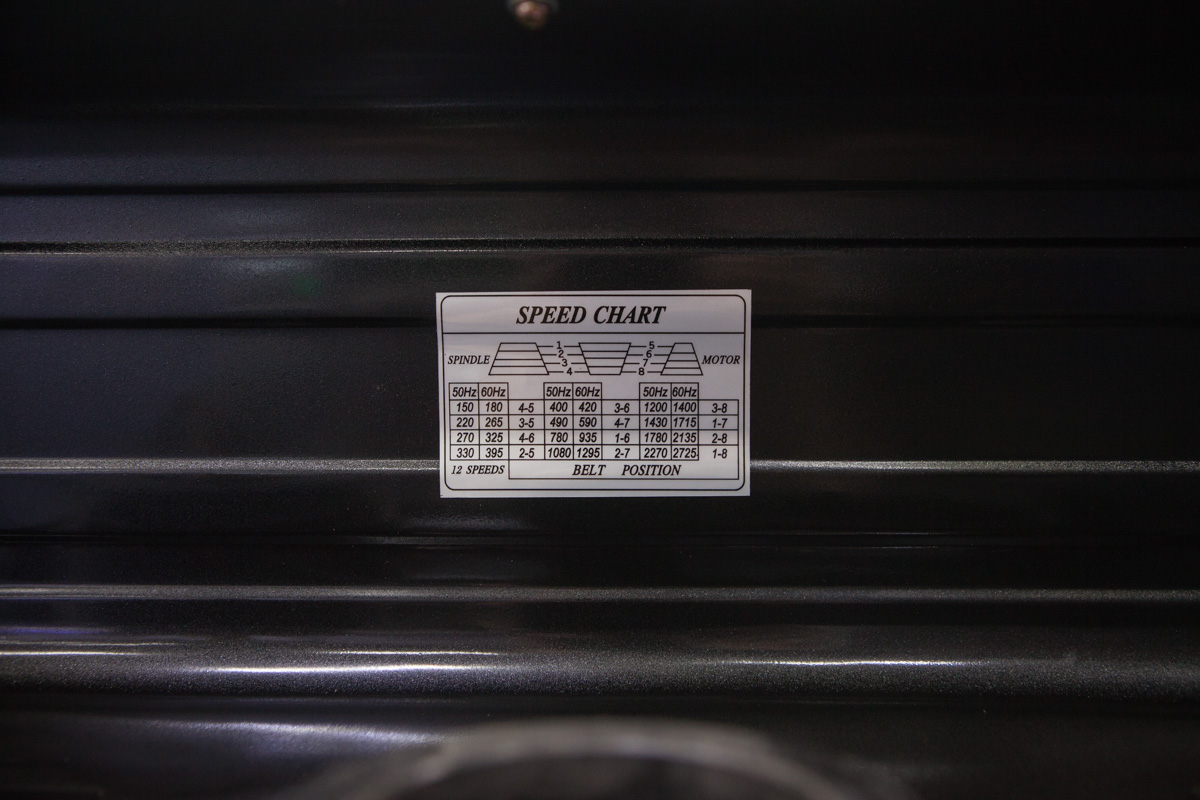 SPEED CHART
SPINDLE 1 2 3 4 5 6 7 8 MOTOR
50Hz 60Hz 50Hz 60Hz 50Hz 60Hz
150 180 4-5 400 420 3-6 1200 1400 3-8
220 265 3-5 490 590 4-7 1430 1715 1-7
270 325 4-6 780 935 1-6 1780 2135 2-8
330 395 2-5 1080 1295 2-7 2270 2725 1-8
12 SPEEDS BELT POSITION